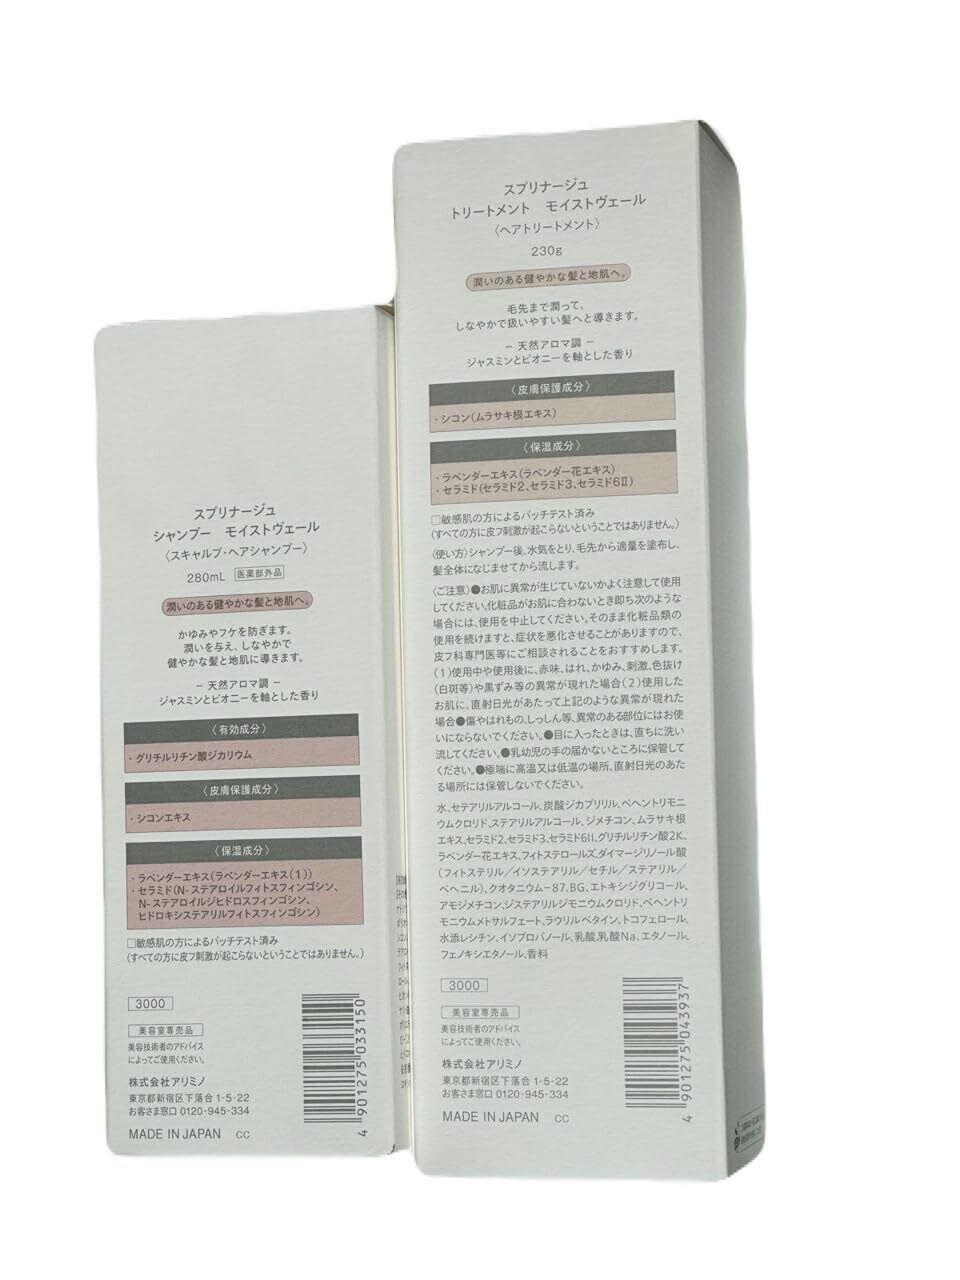 スプリナージュ
シャンプー　モイストヴェール
〈スキャルプ・ヘアシャンプー〉
280mL 医薬部外品
潤いのある健やかな髪と地肌へ。
かゆみやフケを防ぎます。
潤いを与え、しなやかで
健やかな髪と地肌に導きます。
− 天然アロマ調 −
ジャスミンとピオニーを軸とした香り
〈有効成分〉
・グリチルリチン酸ジカリウム
〈皮膚保護成分〉
・シコンエキス
〈保湿成分〉
・ラベンダーエキス（ラベンダーエキス（1））
・セラミド（N-ステアロイルフィトスフィンゴシン、
N-ステアロイルジヒドロスフィンゴシン、
ヒドロキシステアリルフィトスフィンゴシン）
□敏感肌の方によるパッチテスト済み
（すべての方に皮フ刺激が起こらないということではありません。）
3000
美容室専売品
美容技術者のアドバイス
によってご使用ください。
株式会社アリミノ
東京都新宿区下落合 1-5-22
お客さま窓口 0120-945-334
MADE IN JAPAN CC
4 901275 033150
スプリナージュ
トリートメント　モイストヴェール
〈ヘアトリートメント〉
230g
潤いのある健やかな髪と地肌へ。
毛先まで潤って、
しなやかで扱いやすい髪へと導きます。
− 天然アロマ調 −
ジャスミンとピオニーを軸とした香り
〈皮膚保護成分〉
・シコン（ムラサキ根エキス）
〈保湿成分〉
・ラベンダーエキス（ラベンダー花エキス）
・セラミド（セラミド2、セラミド3、セラミド6Ⅱ）
□敏感肌の方によるパッチテスト済み
（すべての方に皮フ刺激が起こらないということではありません。）
〈使い方〉シャンプー後、水気をとり、毛先から適量を塗布し、
髪全体になじませてから流します。
〈ご注意〉●お肌に異常が生じていないかよく注意して使用
してください。化粧品がお肌に合わないとき即ち次のような
場合には、使用を中止してください。そのまま化粧品類の
使用を続けますと、症状を悪化させることがありますので、
皮フ科専門医等にご相談されることをおすすめします。
（1）使用中や使用後に、赤味、はれ、かゆみ、刺激、色抜け
（白斑等）や黒ずみ等の異常が現れた場合（2）使用した
お肌に、直射日光があたって上記のような異常が現れた
場合●傷やはれもの、しっしん等、異常のある部位にはお使
いにならないでください。●目に入ったときは、直ちに洗い
流してください。●乳幼児の手の届かないところに保管して
ください。●極端に高温又は低温の場所、直射日光のあた
る場所には保管しないでください。
水、セテアリルアルコール、炭酸ジカプリリル、ベヘントリモニ
ウムクロリド、ステアリルアルコール、ジメチコン、ムラサキ根
エキス、セラミド2、セラミド3、セラミド6II、グリチルリチン酸2K、
ラベンダー花エキス、フィトステロールズ、ダイマージリノール酸
（フィトステリル／イソステアリル／セチル／ステアリル／
ベヘニル）、クオタニウム−87、BG、エトキシジグリコール、
アモジメチコン、ジステアリルジモニウムクロリド、ベヘントリ
モニウムメトサルフェート、ラウリルベタイン、トコフェロール、
水添レシチン、イソプロパノール、乳酸、乳酸Na、エタノール、
フェノキシエタノール、香料
3000
美容室専売品
美容技術者のアドバイス
によってご使用ください。
株式会社アリミノ
東京都新宿区下落合 1-5-22
お客さま窓口 0120-945-334
MADE IN JAPAN CC
4 901275 043937